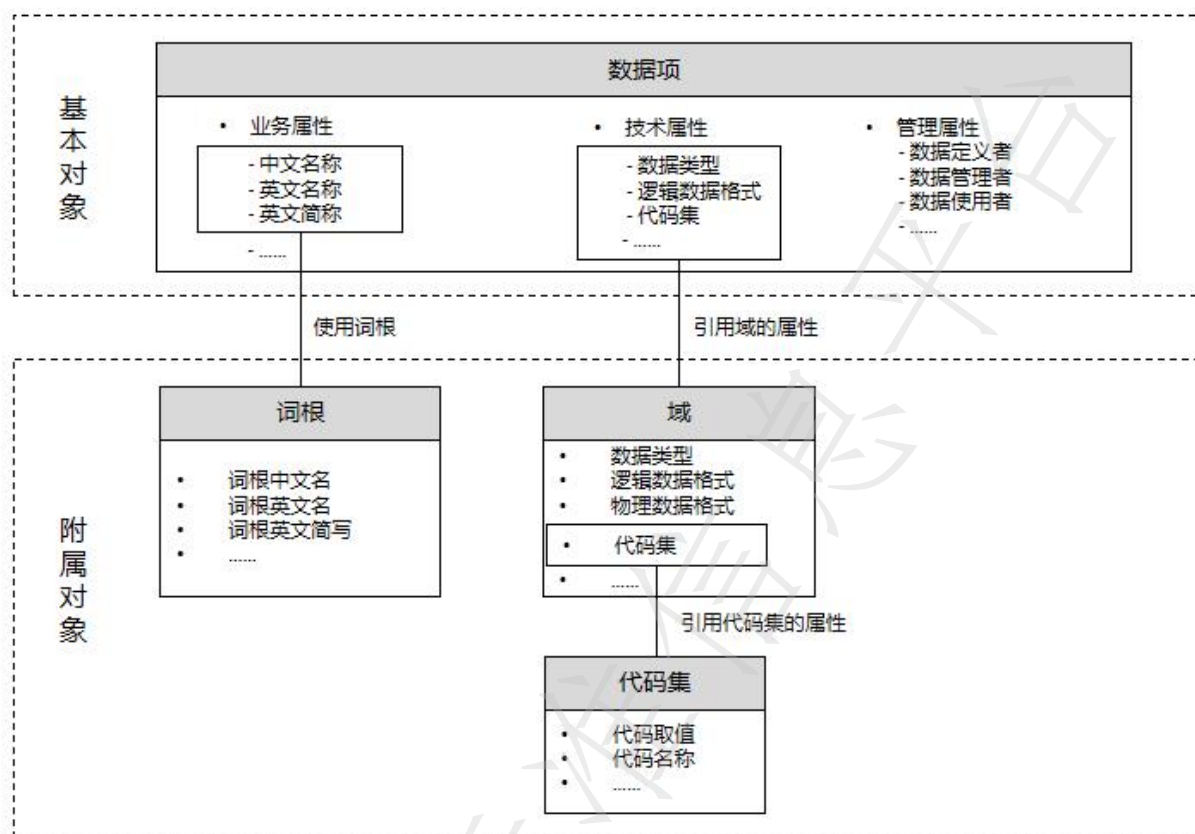 基本对象
数据项
• 业务属性
- 中文名称
- 英文名称
- 英文简称
- ......
• 技术属性
- 数据类型
- 逻辑数据格式
- 代码集
- ......
• 管理属性
- 数据定义者
- 数据管理者
- 数据使用者
- ......
使用词根
引用域的属性
附属对象
词根
• 词根中文名
• 词根英文名
• 词根英文简写
• ......
域
• 数据类型
• 逻辑数据格式
• 物理数据格式
• 代码集
• ......
引用代码集的属性
代码集
• 代码取值
• 代码名称
• ......
准信息平台